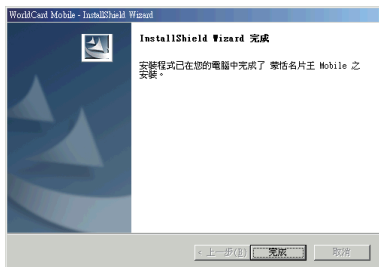 WorldCard Mobile - InstallShield Wizard
InstallShield Wizard 完成
安裝程式已在您的電腦中完成了 蒙恬名片王 Mobile 之
安裝。
< 上一步(B)
完成
取消